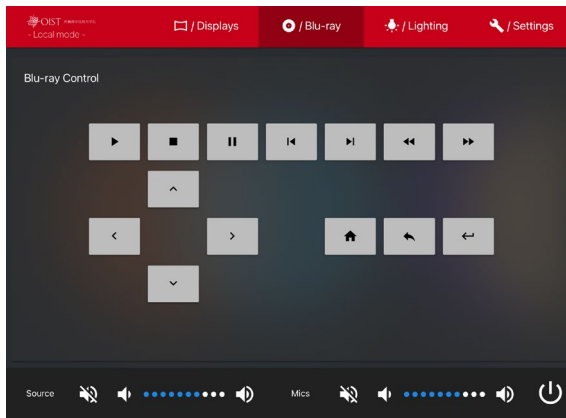 OIST
- Local mode -
/ Displays
/ Blu-ray
/ Lighting
/ Settings
Blu-ray Control
Source
Mics